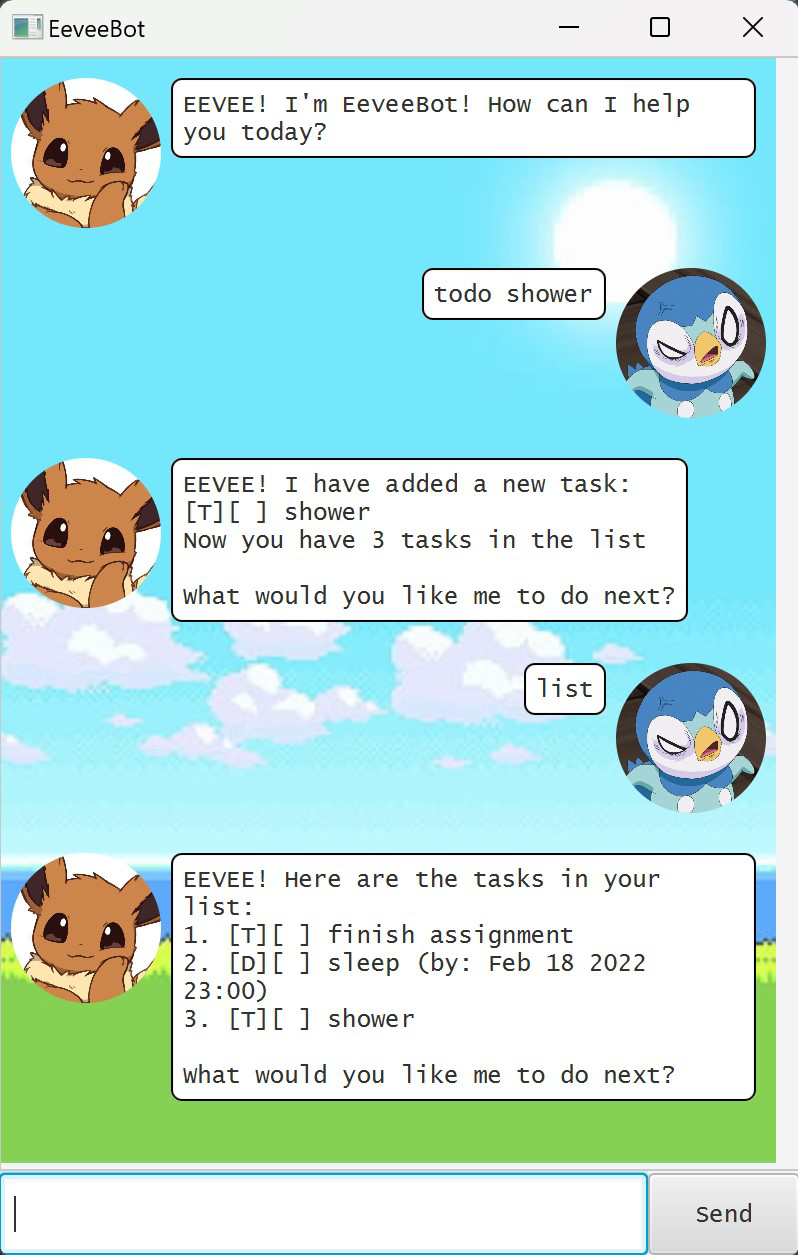 EeveeBot
EEVEE! I'm EeveeBot! How can I help
you today?
todo shower
EEVEE! I have added a new task:
[T][ ] shower
Now you have 3 tasks in the list
What would you like me to do next?
list
EEVEE! Here are the tasks in your
list:
1. [T][ ] finish assignment
2. [D][ ] sleep (by: Feb 18 2022
23:00)
3. [T][ ] shower
What would you like me to do next?
Send